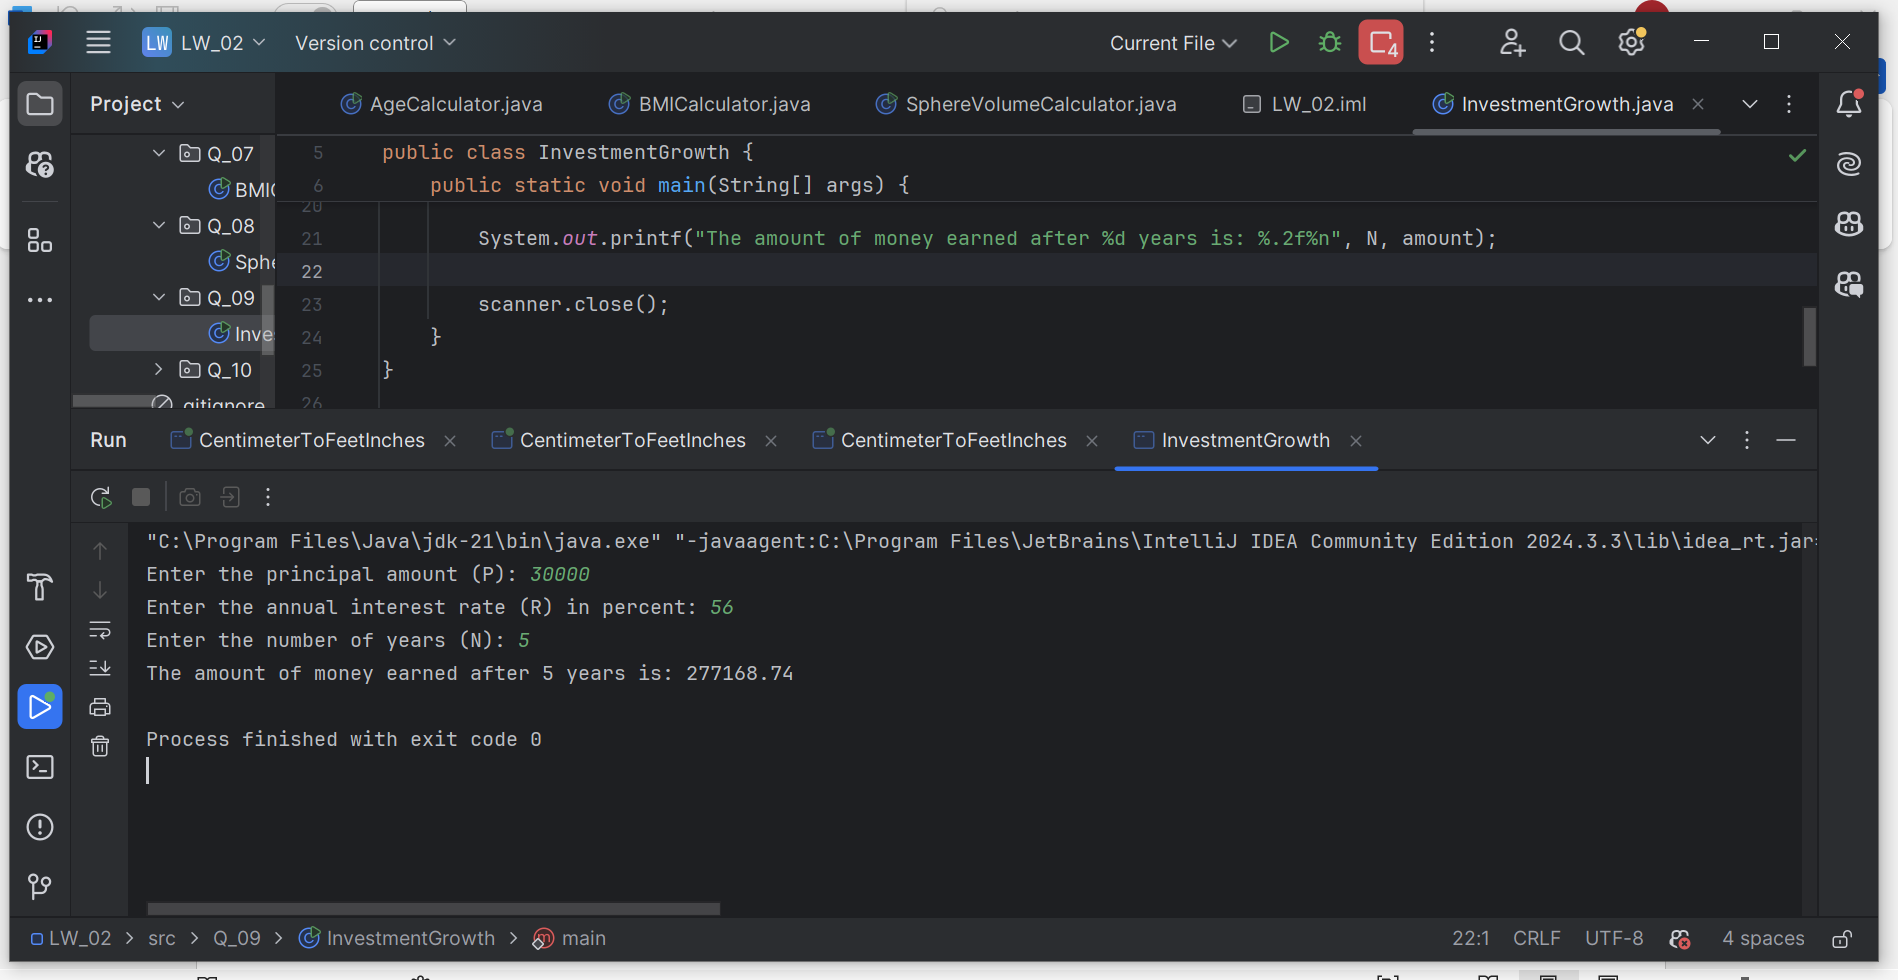 LW LW_02 Version control Current File 4
Project AgeCalculator.java BMICalculator.java SphereVolumeCalculator.java LW_02.iml InvestmentGrowth.java
Q_07
BMIC
Q_08
Sphe
Q_09
Inve
Q_10
.gitignore
5 public class InvestmentGrowth {
6 public static void main(String[] args) {
20
21 System.out.printf("The amount of money earned after %d years is: %.2f%n", N, amount);
22
23 scanner.close();
24 }
25 }
26
Run CentimeterToFeetInches CentimeterToFeetInches CentimeterToFeetInches InvestmentGrowth
"C:\Program Files\Java\jdk-21\bin\java.exe" "-javaagent:C:\Program Files\JetBrains\IntelliJ IDEA Community Edition 2024.3.3\lib\idea_rt.jar=
Enter the principal amount (P): 30000
Enter the annual interest rate (R) in percent: 56
Enter the number of years (N): 5
The amount of money earned after 5 years is: 277168.74
Process finished with exit code 0
LW_02 > src > Q_09 > InvestmentGrowth > main 22:1 CRLF UTF-8 4 spaces